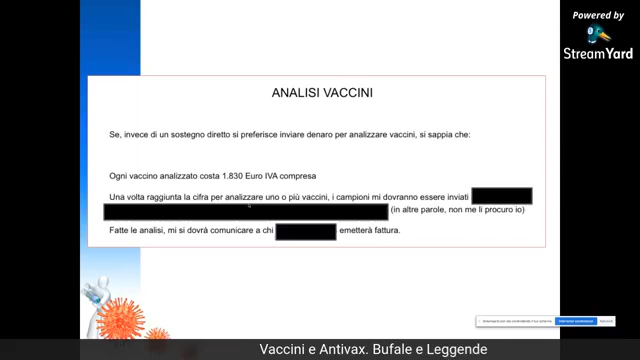 Powered by
StreamYard
ANALISI VACCINI
Se, invece di un sostegno diretto si preferisce inviare denaro per analizzare vaccini, si sappia che:
Ogni vaccino analizzato costa 1.830 Euro IVA compresa
Una volta raggiunta la cifra per analizzare uno o più vaccini, i campioni mi dovranno essere inviati
(in altre parole, non me li procuro io)
Fatte le analisi, mi si dovrà comunicare a chi emetterà fattura.
Vaccini e Antivax. Bufale e Leggende